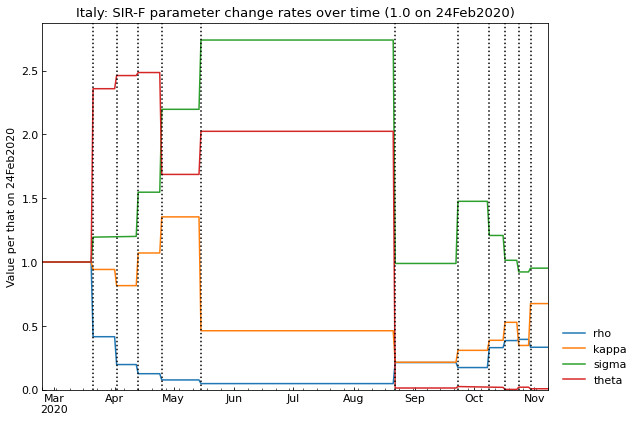 Italy: SIR-F parameter change rates over time (1.0 on 24Feb2020)
Value per that on 24Feb2020
2.5
2.0
1.5
1.0
0.5
0.0
Mar Apr May Jun Jul Aug Sep Oct Nov
2020
rho
kappa
sigma
theta